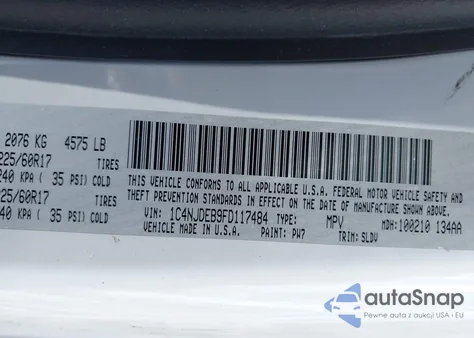 2076 KG 4575 LB
225/60R17 TIRES
240 KPA ( 35 PSI) COLD
225/60R17 TIRES
240 KPA ( 35 PSI) COLD
THIS VEHICLE CONFORMS TO ALL APPLICABLE U.S.A. FEDERAL MOTOR VEHICLE SAFETY AND
THEFT PREVENTION STANDARDS IN EFFECT ON THE DATE OF MANUFACTURE SHOWN ABOVE.
VIN: 1C4NJDEB9FD117484 TYPE: MPV MDH: 100210 134AA
VEHICLE MADE IN U.S.A. PAINT: PW7 TRIM: SLDV
autoSnap
Pewne auta z aukcji USA i EU